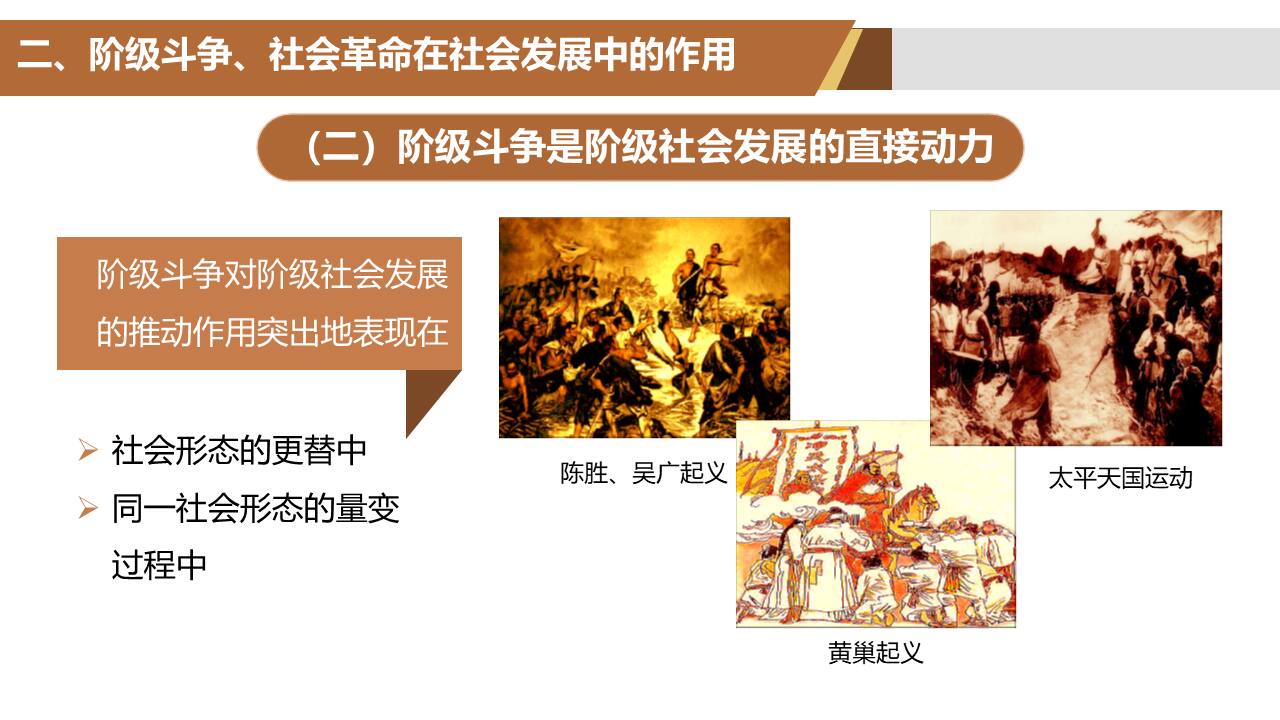 二、阶级斗争、社会革命在社会发展中的作用
（二）阶级斗争是阶级社会发展的直接动力
阶级斗争对阶级社会发展
的推动作用突出地表现在
社会形态的更替中
同一社会形态的量变
过程中
陈胜、吴广起义
太平天国运动
黄巢起义